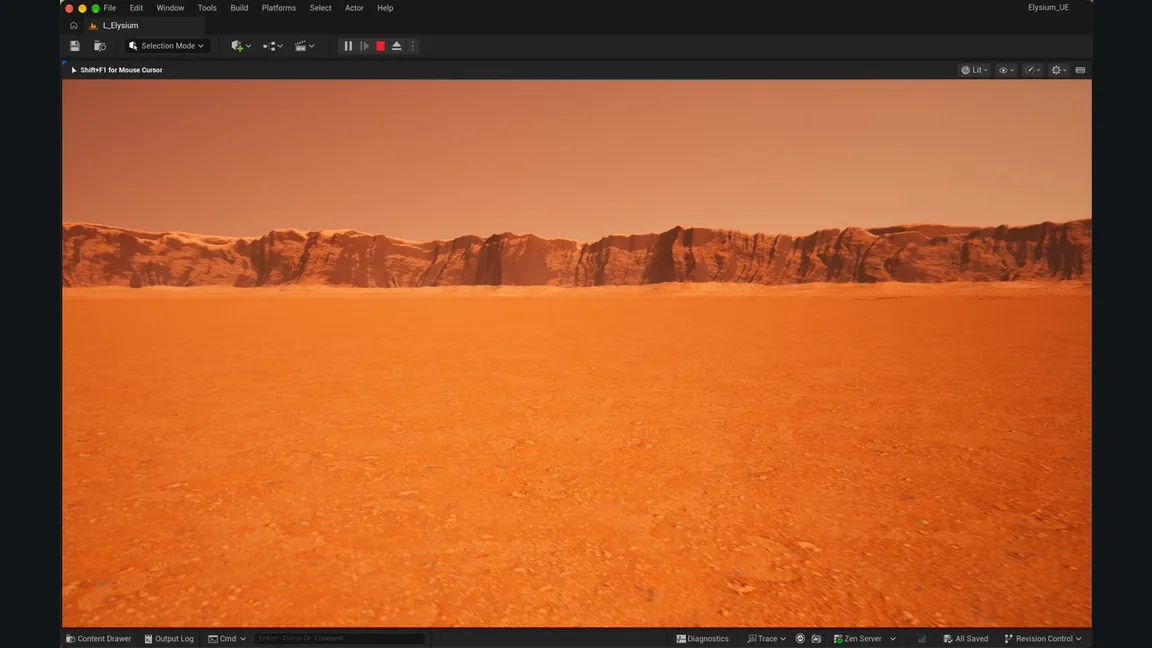 File Edit Window Tools Build Platforms Select Actor Help Elysium_UE
L_Elysium
Selection Mode
Shift+F1 for Mouse Cursor Lit
Content Drawer Output Log Cmd Enter Console Command Diagnostics Trace Zen Server All Saved Revision Control